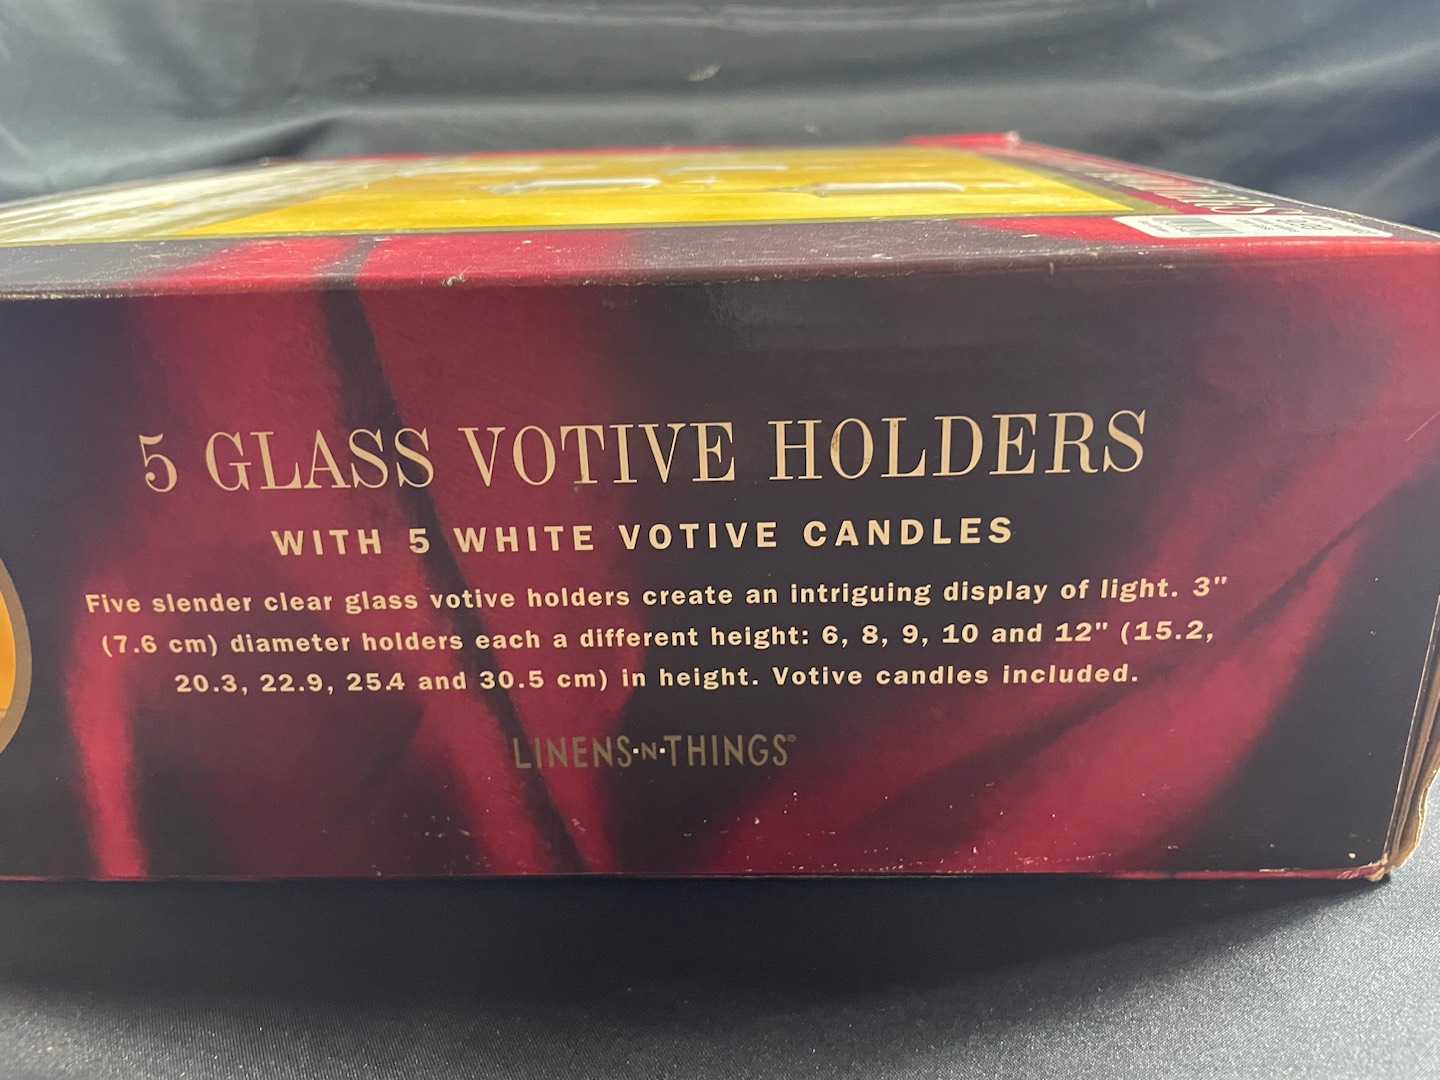 5 GLASS VOTIVE HOLDERS
WITH 5 WHITE VOTIVE CANDLES
Five slender clear glass votive holders create an intriguing display of light. 3"
(7.6 cm) diameter holders each a different height: 6, 8, 9, 10 and 12" (15.2,
20.3, 22.9, 25.4 and 30.5 cm) in height. Votive candles included.
LINENS·N·THINGS®